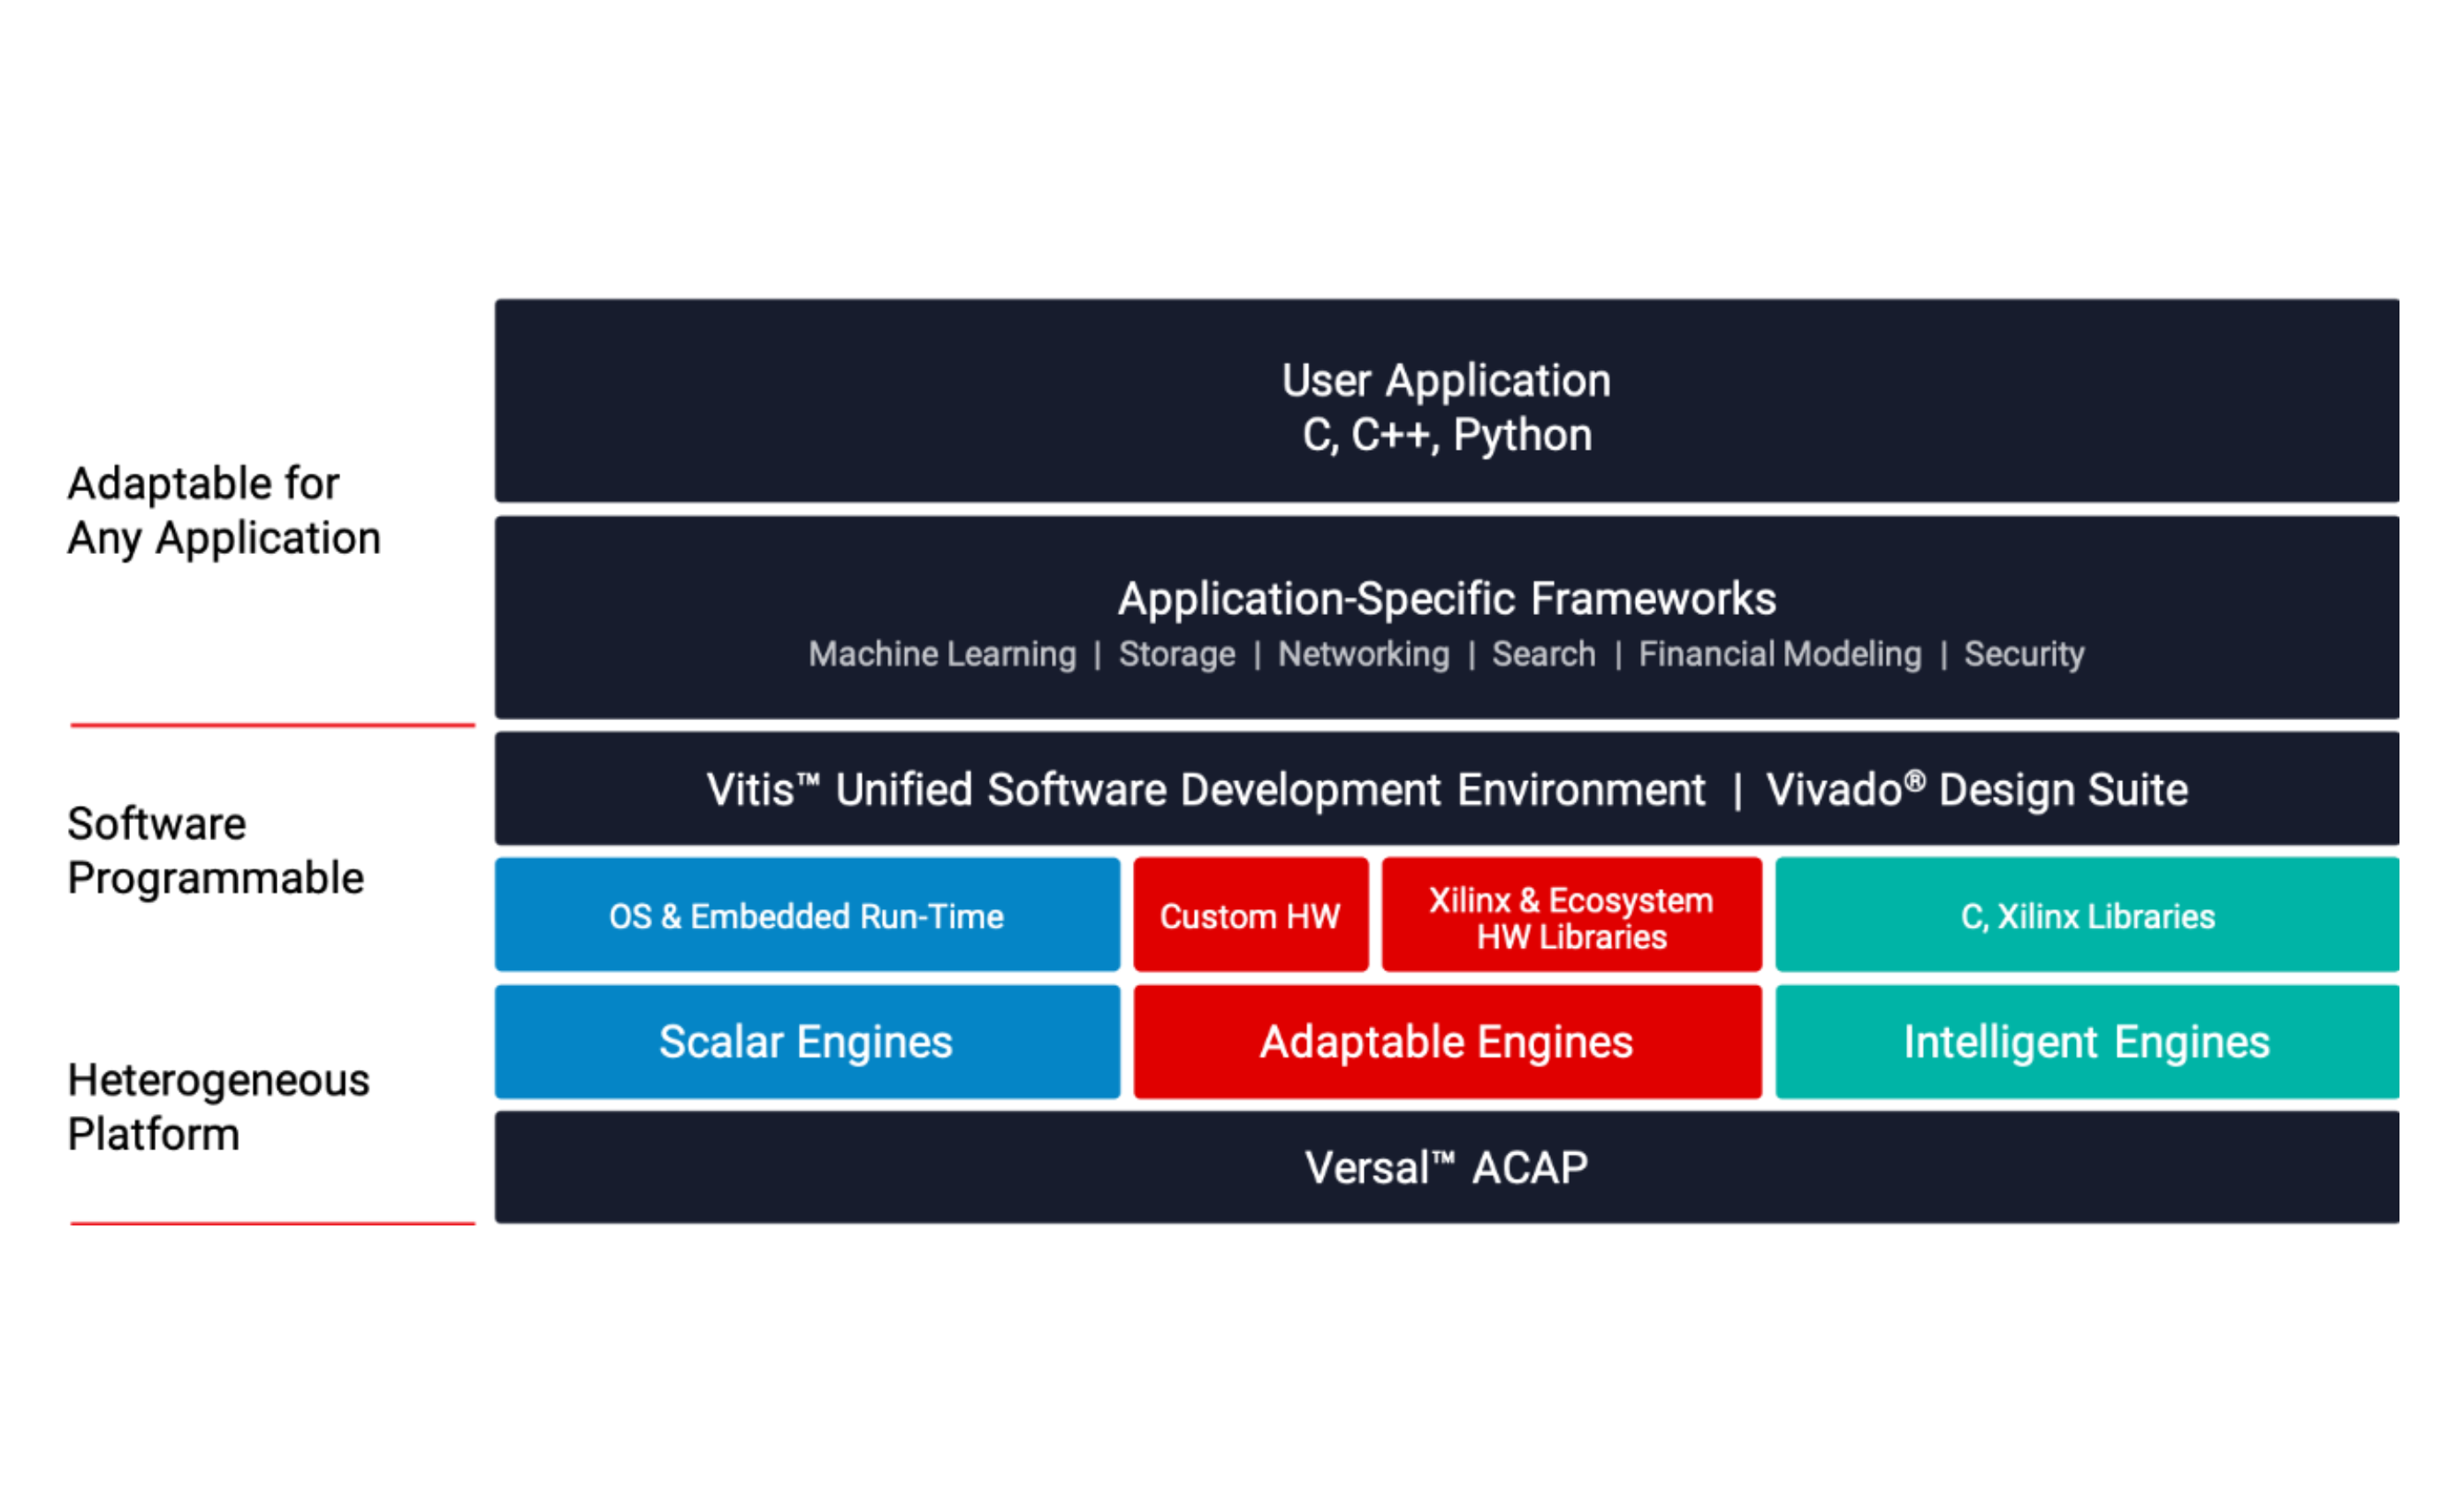 Adaptable for
Any Application
User Application
C, C++, Python
Application-Specific Frameworks
Machine Learning | Storage | Networking | Search | Financial Modeling | Security
Software
Programmable
Vitis™ Unified Software Development Environment | Vivado® Design Suite
OS & Embedded Run-Time
Custom HW
Xilinx & Ecosystem
HW Libraries
C, Xilinx Libraries
Heterogeneous
Platform
Scalar Engines
Adaptable Engines
Intelligent Engines
Versal™ ACAP